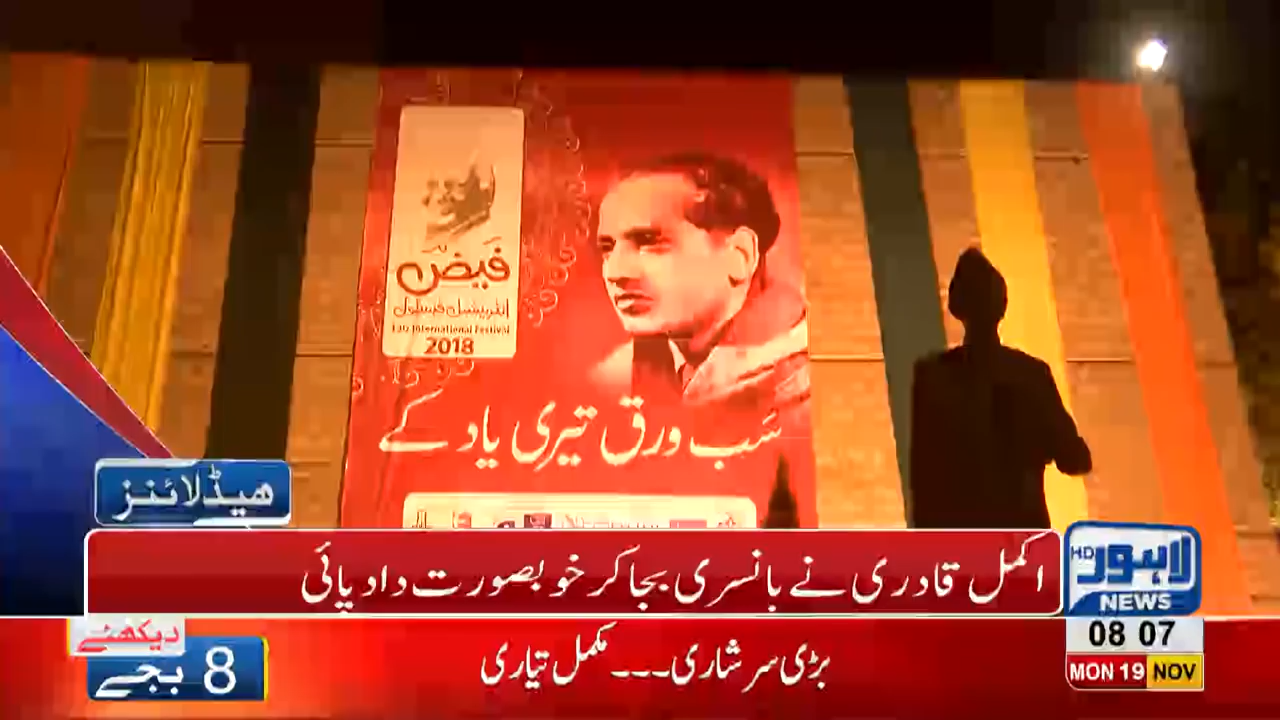 فیض
انٹرنیشنل فیسٹیول
Faiz International Festival
2018
سب ورق تیری یاد کے
ہیڈلائنز
اکمل قادری نے بانسری بجا کر خوبصورت داد پائی
HD لاہور
NEWS
08 07
MON 19 NOV
دیکھئے
8 بجے
بڑی سرشاری۔۔۔ مکمل تیاری